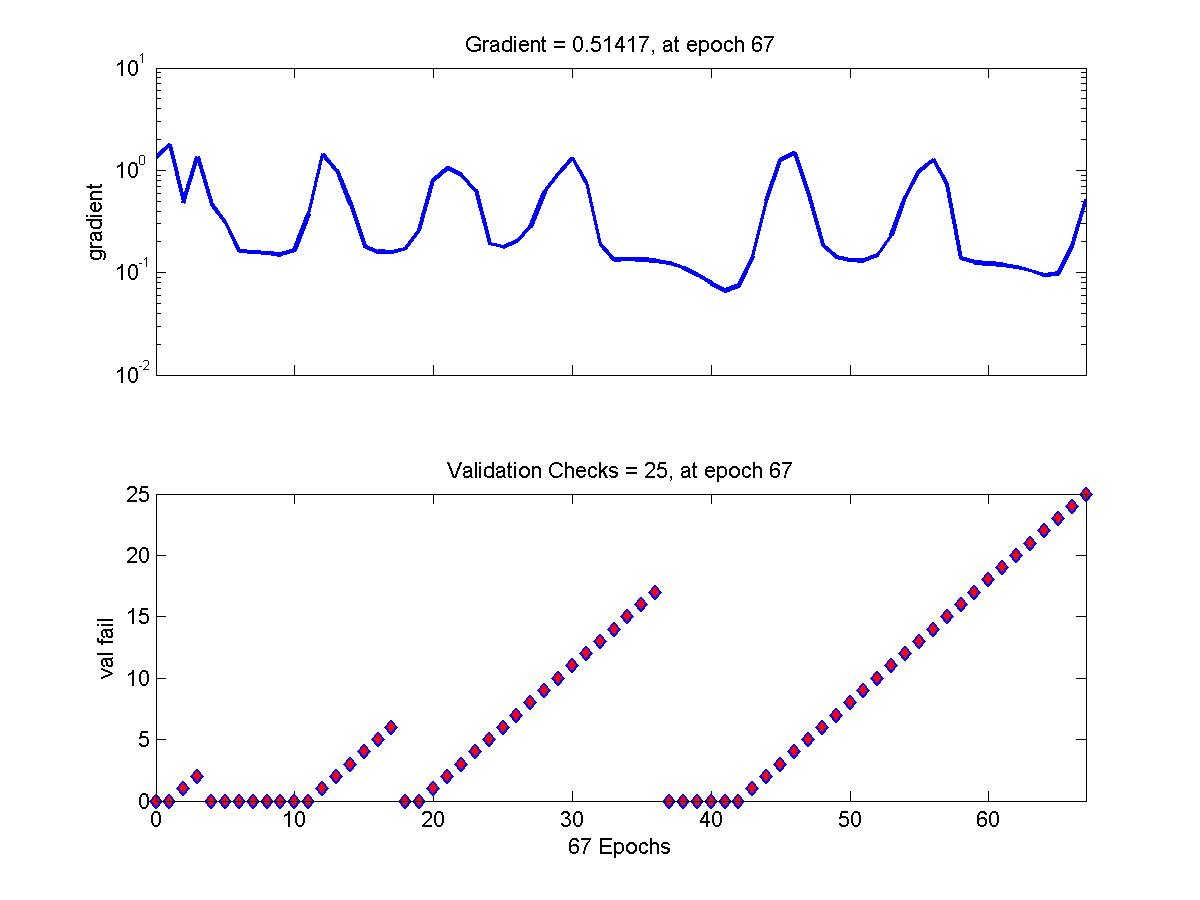 Gradient = 0.51417, at epoch 67
10^1
10^0
10^-1
10^-2
gradient
Validation Checks = 25, at epoch 67
25
20
15
10
5
0
val fail
0 10 20 30 40 50 60
67 Epochs